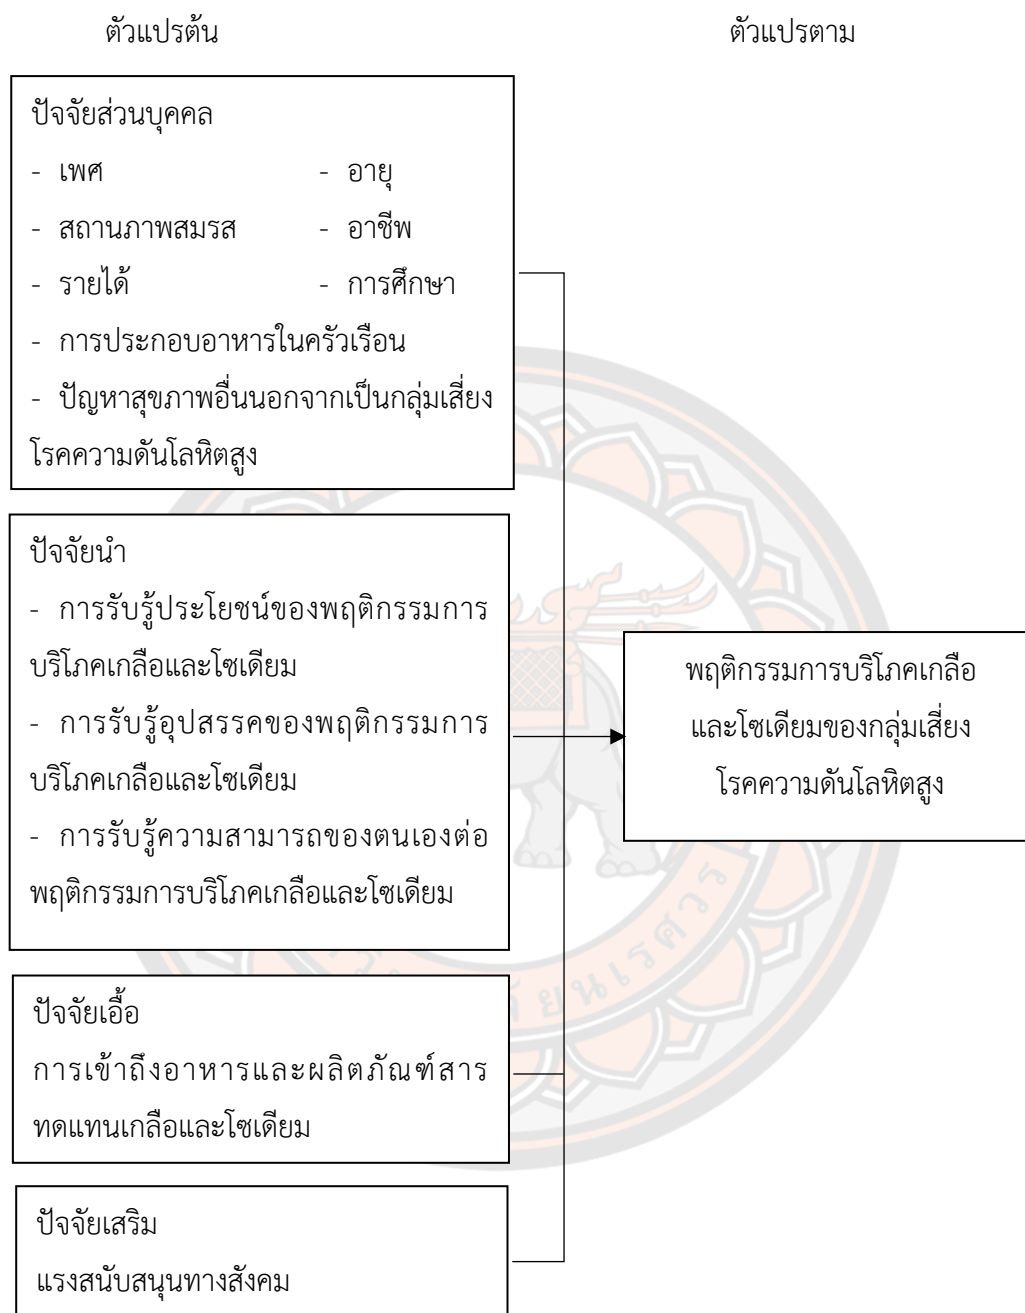 ตัวแปรต้น ตัวแปรตาม
ปัจจัยส่วนบุคคล
- เพศ - อายุ
- สถานภาพสมรส - อาชีพ
- รายได้ - การศึกษา
- การประกอบอาหารในครัวเรือน
- ปัญหาสุขภาพอื่นนอกจากเป็นกลุ่มเสี่ยง
โรคความดันโลหิตสูง
ปัจจัยนำ
- การรับรู้ประโยชน์ของพฤติกรรมการ
บริโภคเกลือและโซเดียม
- การรับรู้อุปสรรคของพฤติกรรมการ
บริโภคเกลือและโซเดียม
- การรับรู้ความสามารถของตนเองต่อ
พฤติกรรมการบริโภคเกลือและโซเดียม
พฤติกรรมการบริโภคเกลือ
และโซเดียมของกลุ่มเสี่ยง
โรคความดันโลหิตสูง
ปัจจัยเอื้อ
การเข้าถึงอาหารและผลิตภัณฑ์สาร
ทดแทนเกลือและโซเดียม
ปัจจัยเสริม
แรงสนับสนุนทางสังคม